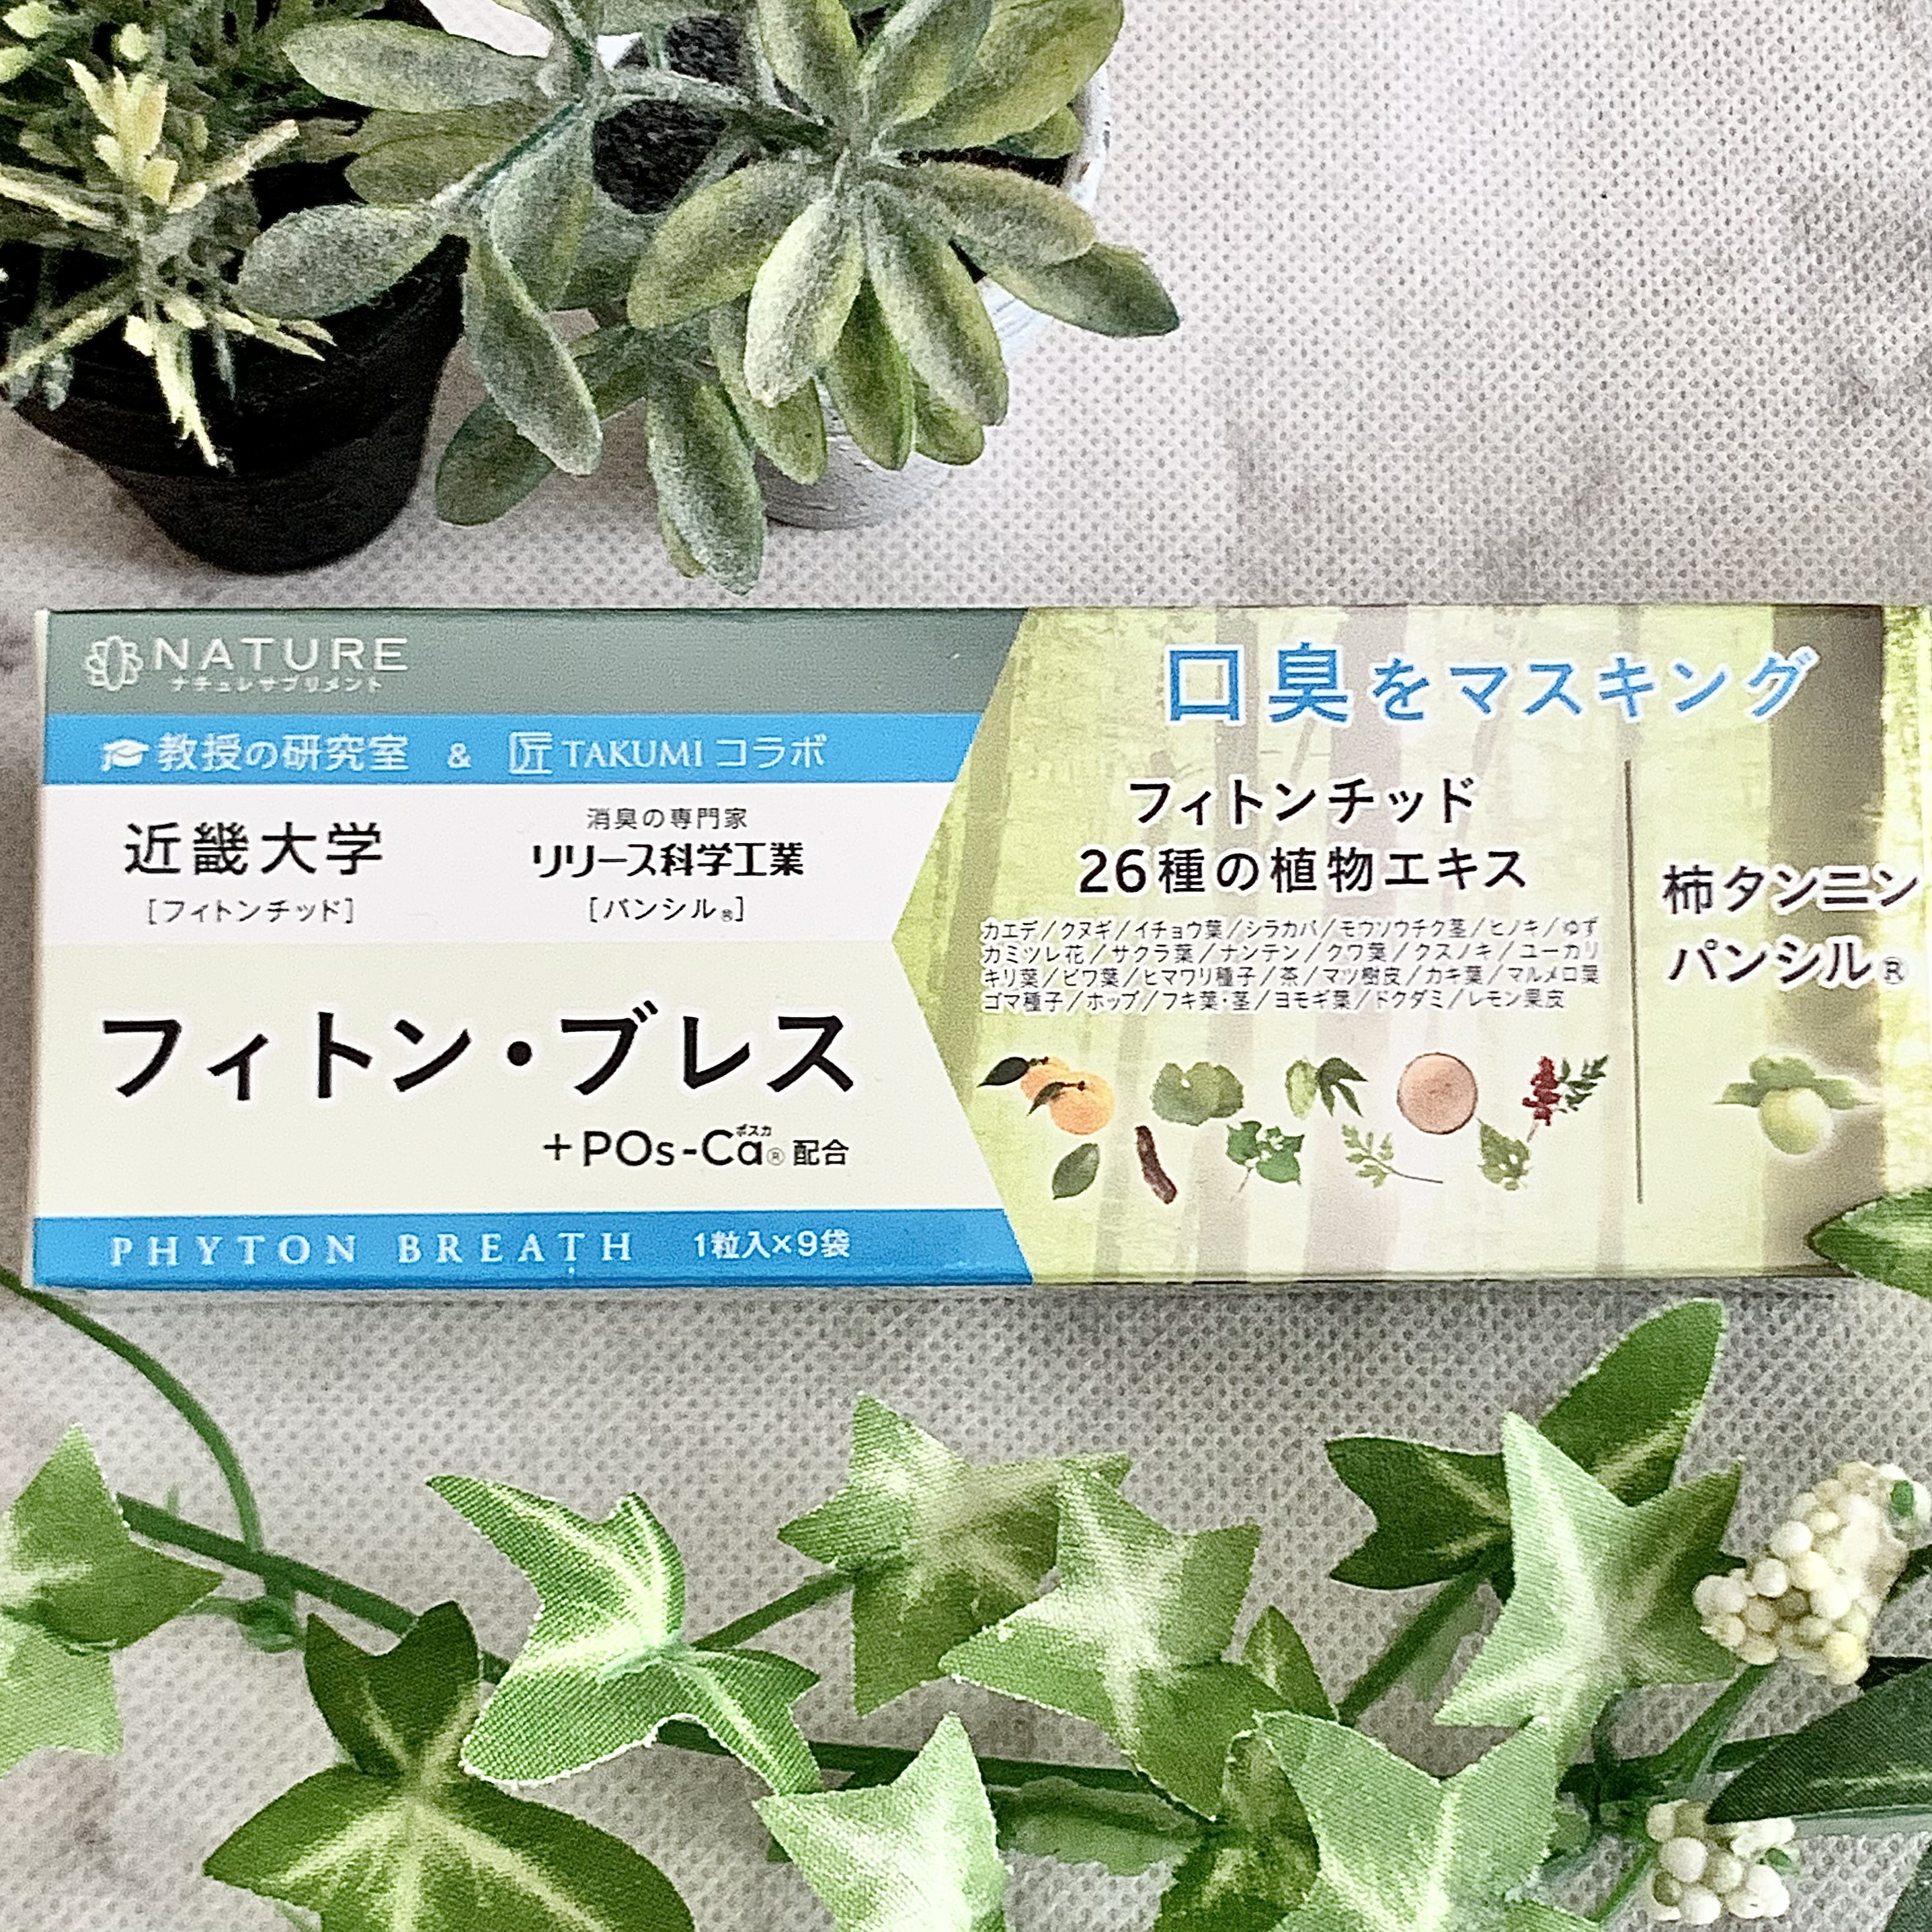 NATURE
ナチュレサプリメント
教授の研究室 & 匠 TAKUMI コラボ
近畿大学
[フィトンチッド]
消臭の専門家
リリース科学工業
[パンシル®]
フィトン・ブレス
+POs-Ca® 配合
ポスカ
PHYTON BREATH 1粒入×9袋
口臭をマスキング
フィトンチッド
26種の植物エキス
カエデ/クヌギ/イチョウ葉/シラカバ/モウソウチク茎/ヒノキ/ゆず
カミツレ花/サクラ葉/ナンテン/クワ葉/クスノキ/ユーカリ
キリ葉/ビワ葉/ヒマワリ種子/茶/マツ樹皮/カキ葉/マルメロ葉
ゴマ種子/ホップ/フキ葉・茎/ヨモギ葉/ドクダミ/レモン果皮
柿タンニン
パンシル®